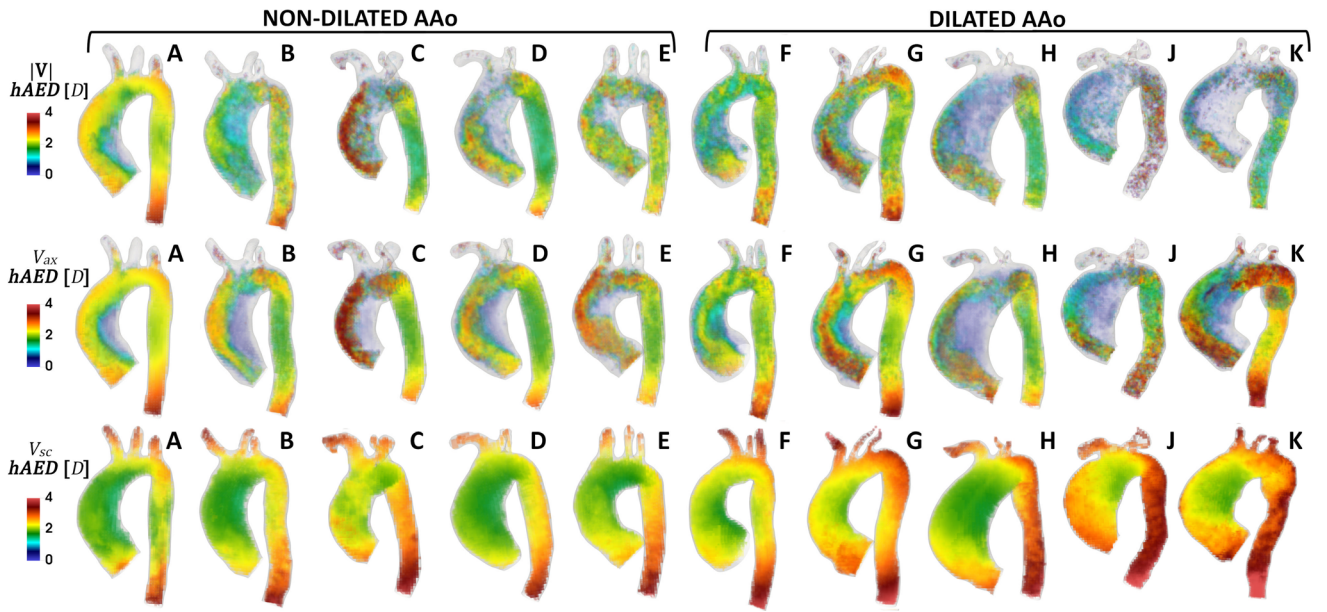 NON-DILATED AAo DILATED AAo
A B C D E F G H J K
|V|
hAED [D]
4
2
0
A B C D E F G H J K
Vax
hAED [D]
4
2
0
A B C D E F G H J K
Vsc
hAED [D]
4
2
0